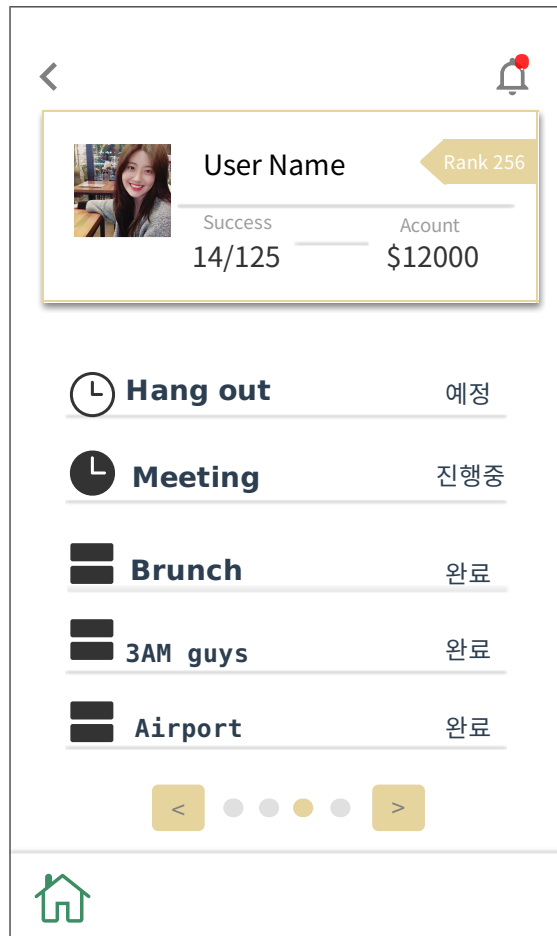 User Name
Rank 256
Success
Acount
14/125
$12000
Hang out
예정
Meeting
진행중
Brunch
완료
3AM guys
완료
Airport
완료
< >